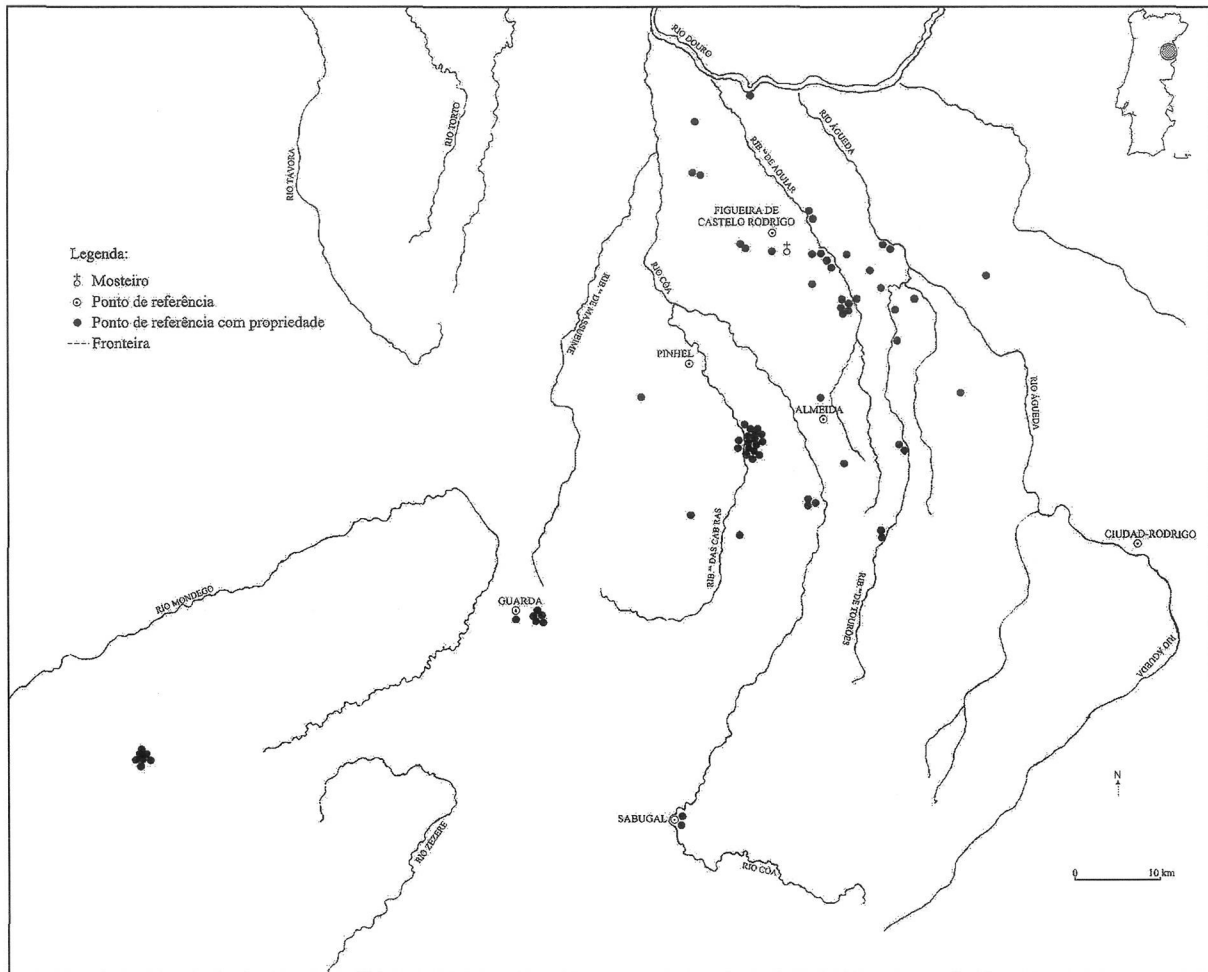 RIO DOURO
RIO TORTO
RIO ÁGUEDA
RIO TÁVORA
RIB.ª DE AGUIAR
FIGUEIRA DE
CASTELO RODRIGO
Legenda:
Mosteiro
Ponto de referência
Ponto de referência com propriedade
Fronteira
RIO CÔA
RIB.ª DE MASSUEIME
PINHEL
RIO ÁGUEDA
ALMEIDA
CIUDAD-RODRIGO
RIB.ª DAS CABRAS
RIO MONDEGO
GUARDA
RIB.ª DE TOURÕES
RIO ÁGUEDA
N
SABUGAL
RIO ZÊZERE
RIO CÔA
0 10 km